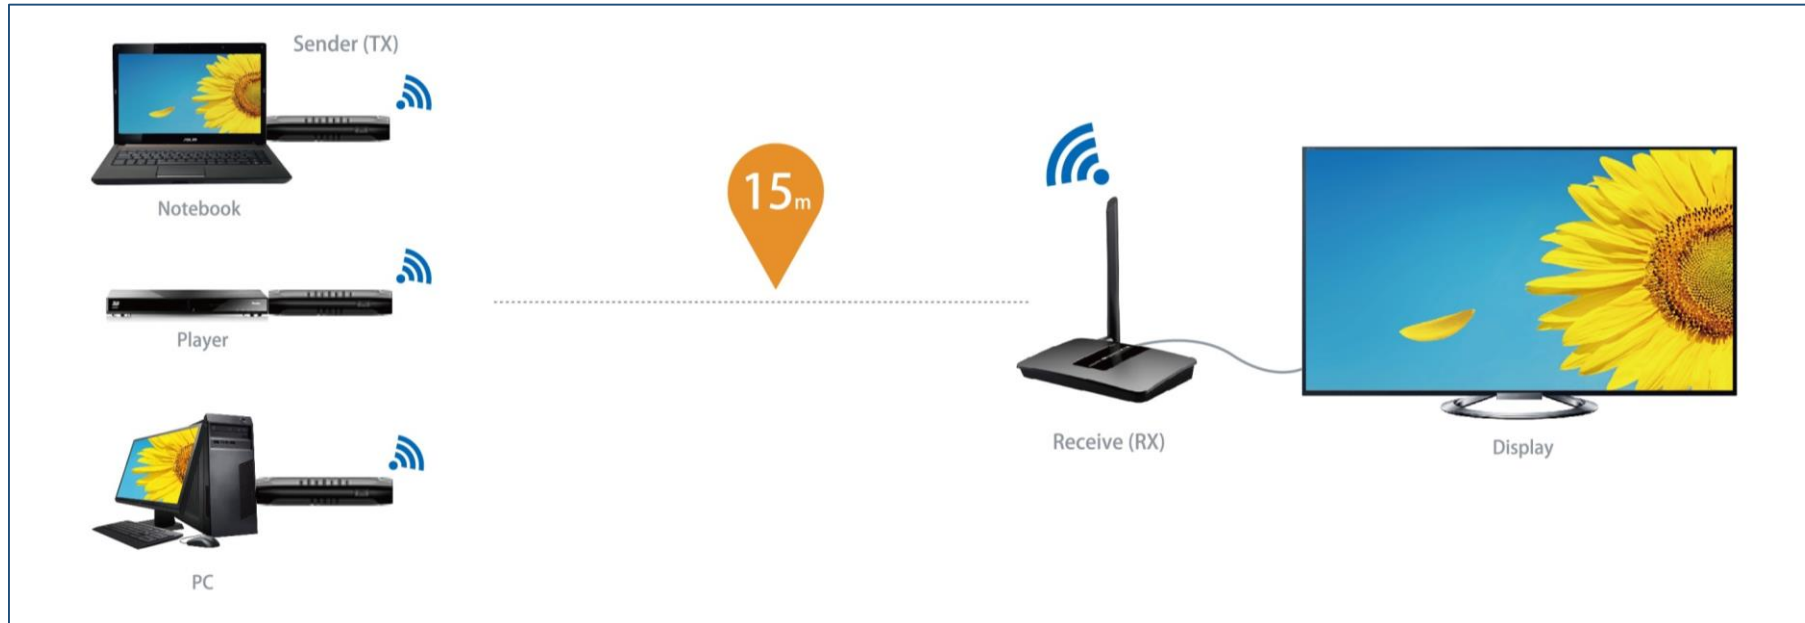 Sender (TX)
Notebook
15m
Player
Receive (RX)
Display
PC